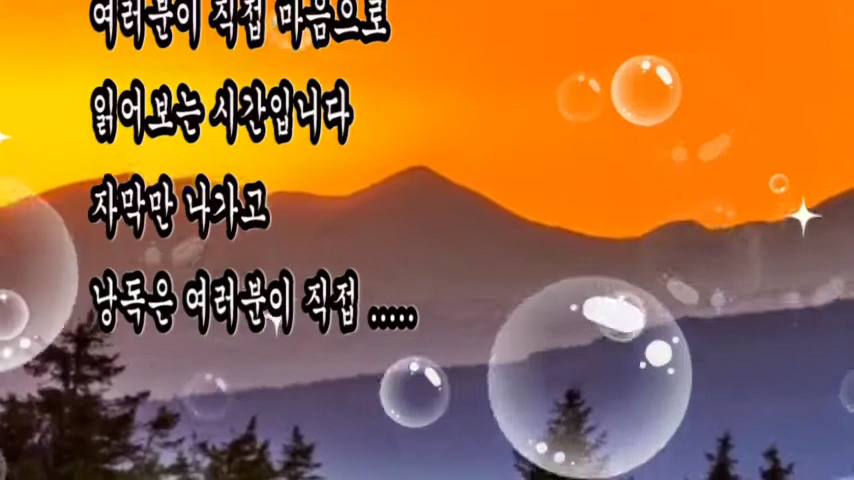 여러분이 직접 마음으로
읽어보는 시간입니다
자막만 나가고
낭독은 여러분이 직접 .....